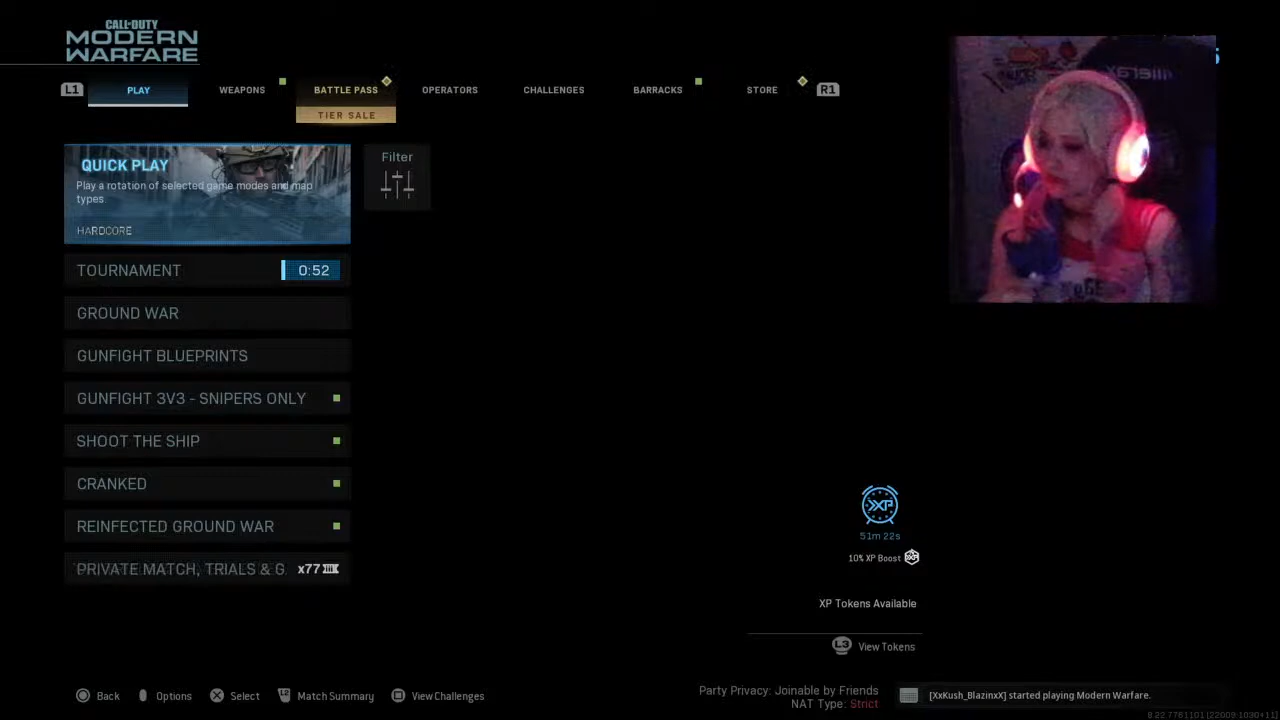 CALL OF DUTY
MODERN
WARFARE
L1 PLAY WEAPONS BATTLE PASS OPERATORS CHALLENGES BARRACKS STORE R1
TIER SALE
QUICK PLAY
Play a rotation of selected game modes and map
types.
HARDCORE
Filter
TOURNAMENT 0:52
GROUND WAR
GUNFIGHT BLUEPRINTS
GUNFIGHT 3V3 - SNIPERS ONLY
SHOOT THE SHIP
CRANKED
REINFECTED GROUND WAR
PRIVATE MATCH, TRIALS & G. x77
XP
51m 22s
10% XP Boost
XP Tokens Available
L3 View Tokens
Back Options Select L2 Match Summary View Challenges
Party Privacy: Joinable by Friends
NAT Type: Strict
[XxKush_BlazinxX] started playing Modern Warfare.